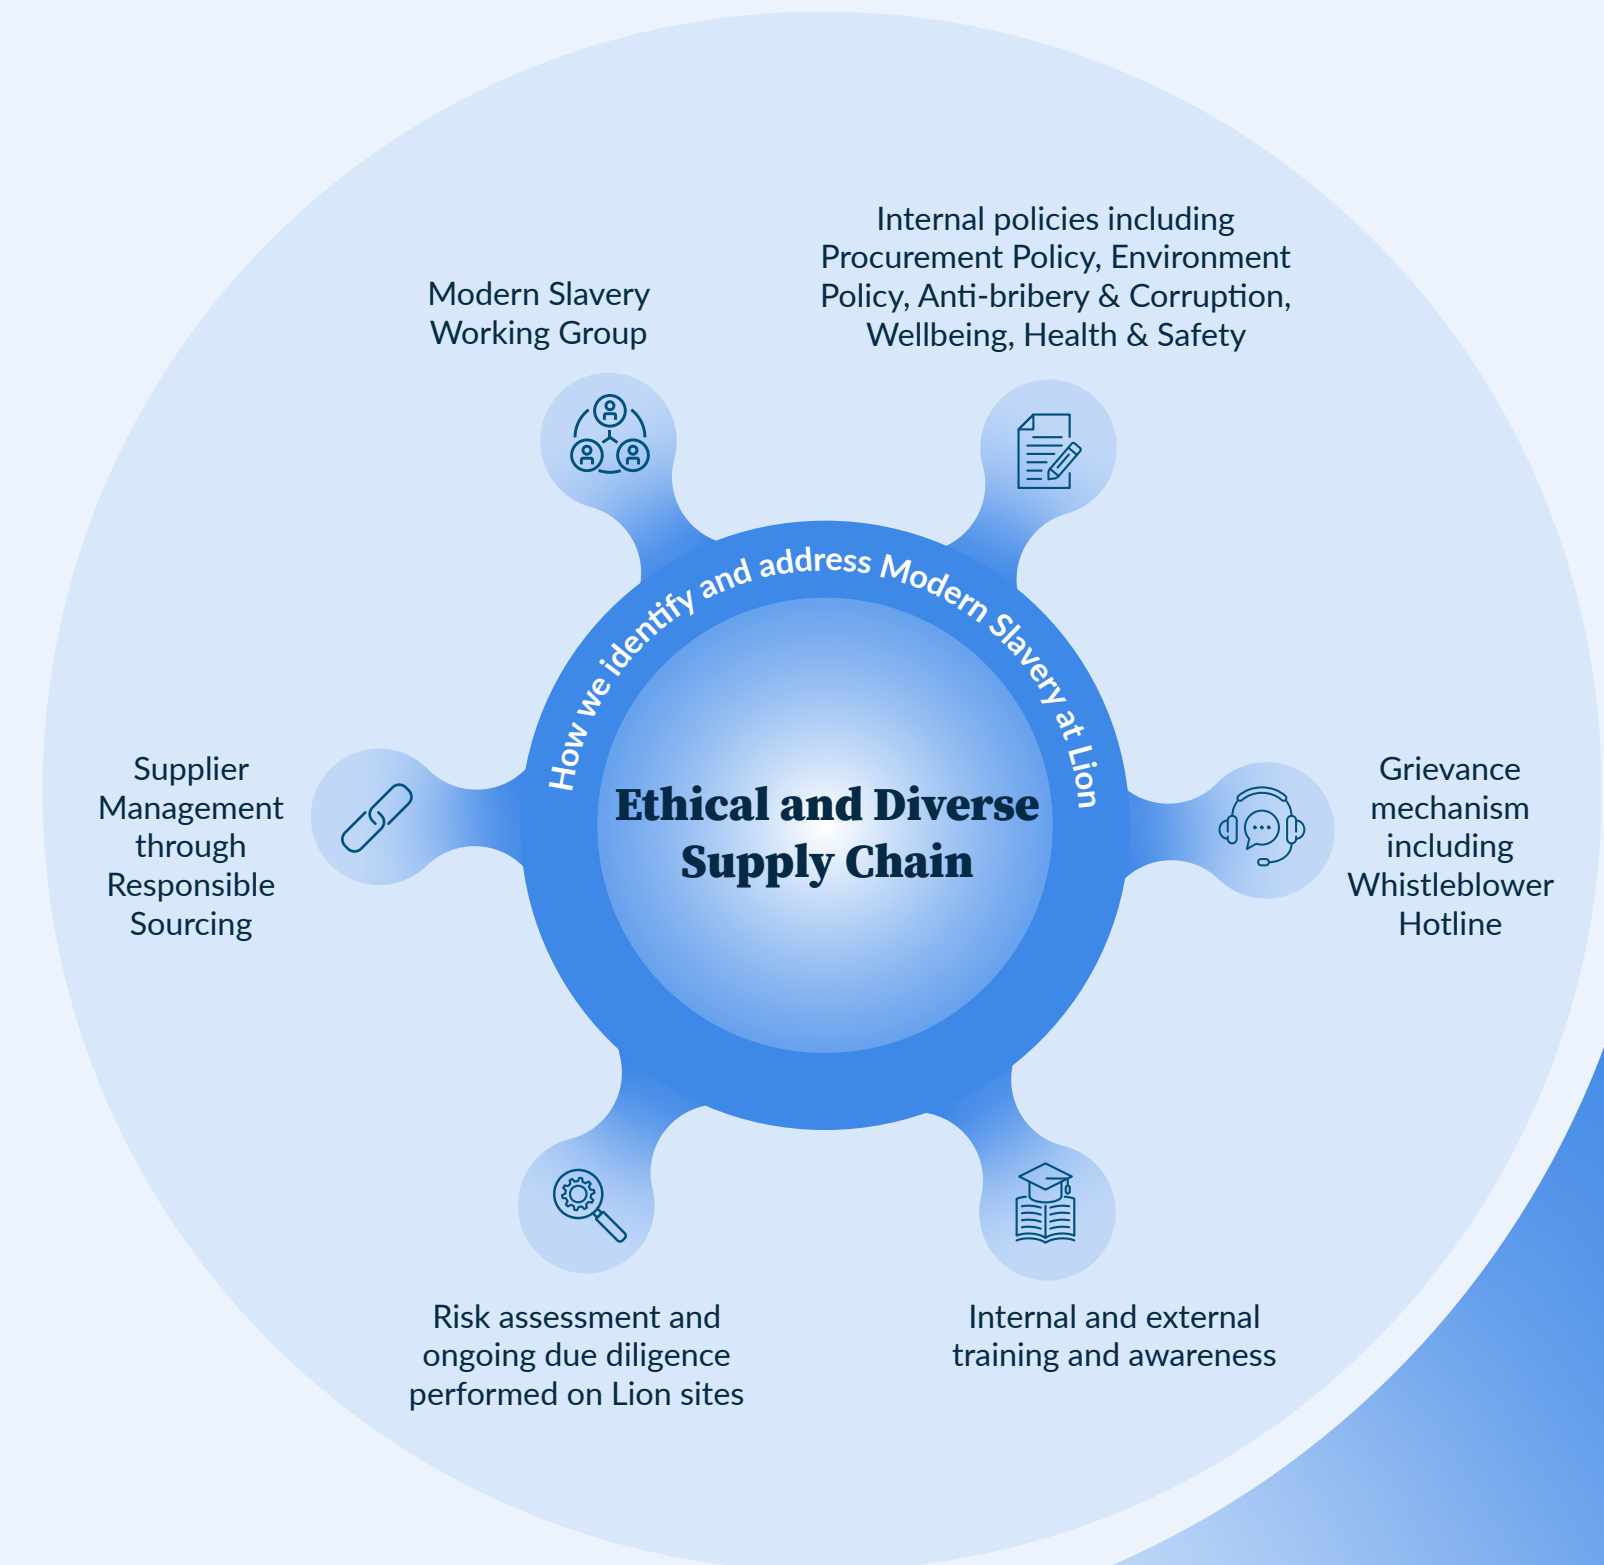 Internal policies including
Procurement Policy, Environment
Policy, Anti-bribery & Corruption,
Wellbeing, Health & Safety
Modern Slavery
Working Group
How we identify and address Modern Slavery at Lion
Ethical and Diverse
Supply Chain
Supplier
Management
through
Responsible
Sourcing
Grievance
mechanism
including
Whistleblower
Hotline
Risk assessment and
ongoing due diligence
performed on Lion sites
Internal and external
training and awareness